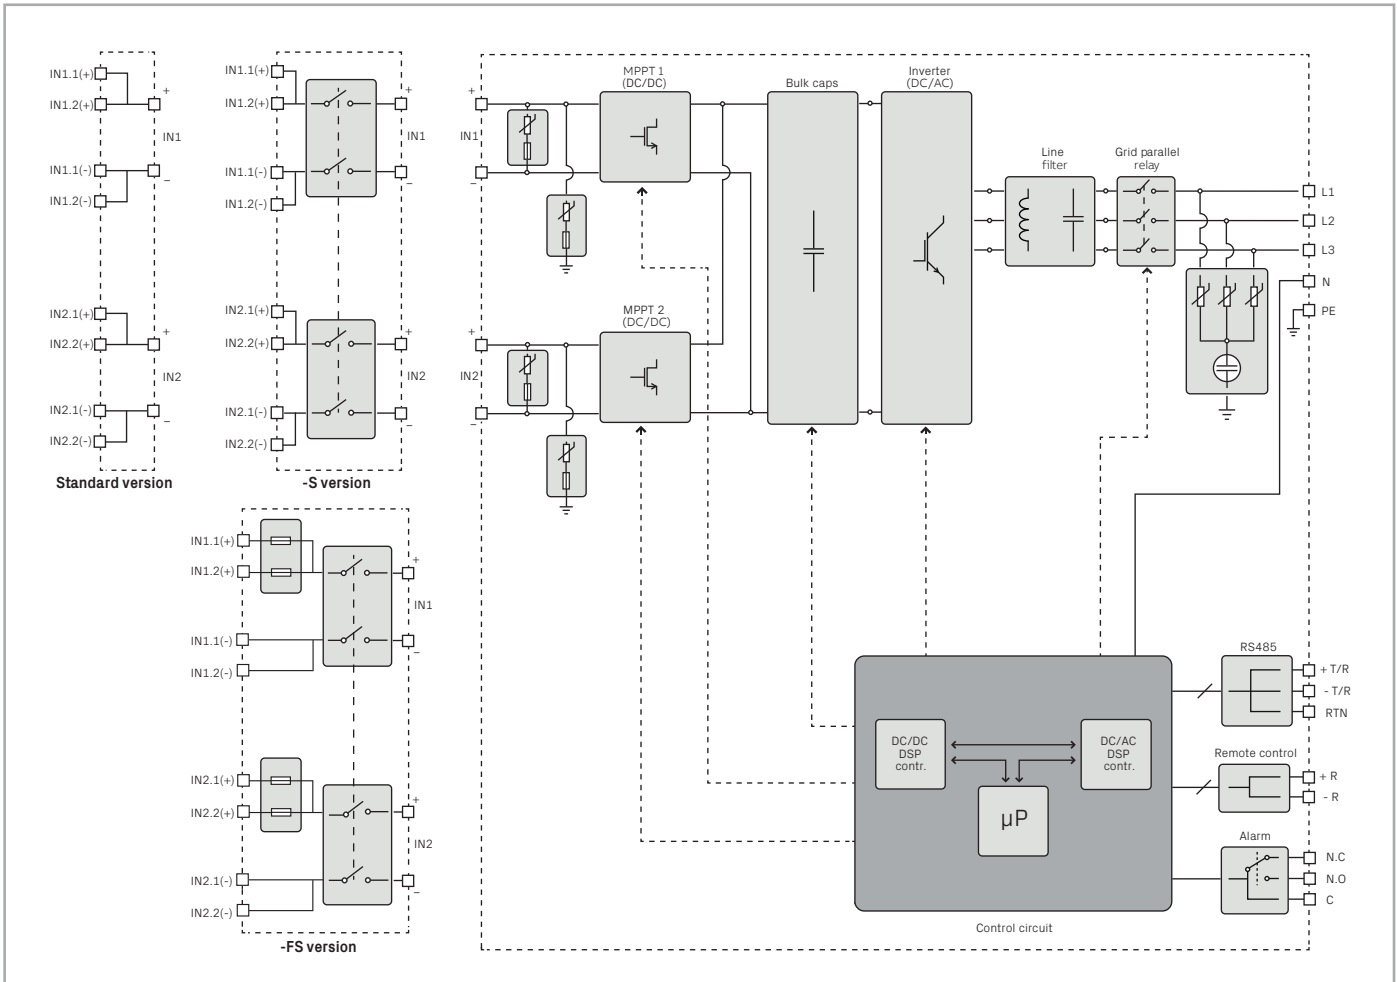 IN1.1(+)
IN1.2(+)
+
IN1
IN1.1(-)
IN1.2(-)
−
IN2.1(+)
IN2.2(+)
+
IN2
IN2.1(-)
IN2.2(-)
−
Standard version
IN1.1(+)
IN1.2(+)
+
IN1
IN1.1(-)
IN1.2(-)
−
IN2.1(+)
IN2.2(+)
+
IN2
IN2.1(-)
IN2.2(-)
−
-S version
IN1.1(+)
IN1.2(+)
+
IN1
IN1.1(-)
IN1.2(-)
−
IN2.1(+)
IN2.2(+)
+
IN2
IN2.1(-)
IN2.2(-)
−
-FS version
+
IN1
−
+
IN2
−
MPPT 1
(DC/DC)
MPPT 2
(DC/DC)
Bulk caps
Inverter
(DC/AC)
Line
filter
Grid parallel
relay
L1
L2
L3
N
PE
DC/DC
DSP
contr.
DC/AC
DSP
contr.
µP
Control circuit
RS485
+ T/R
- T/R
RTN
Remote control
+ R
- R
Alarm
N.C
N.O
C